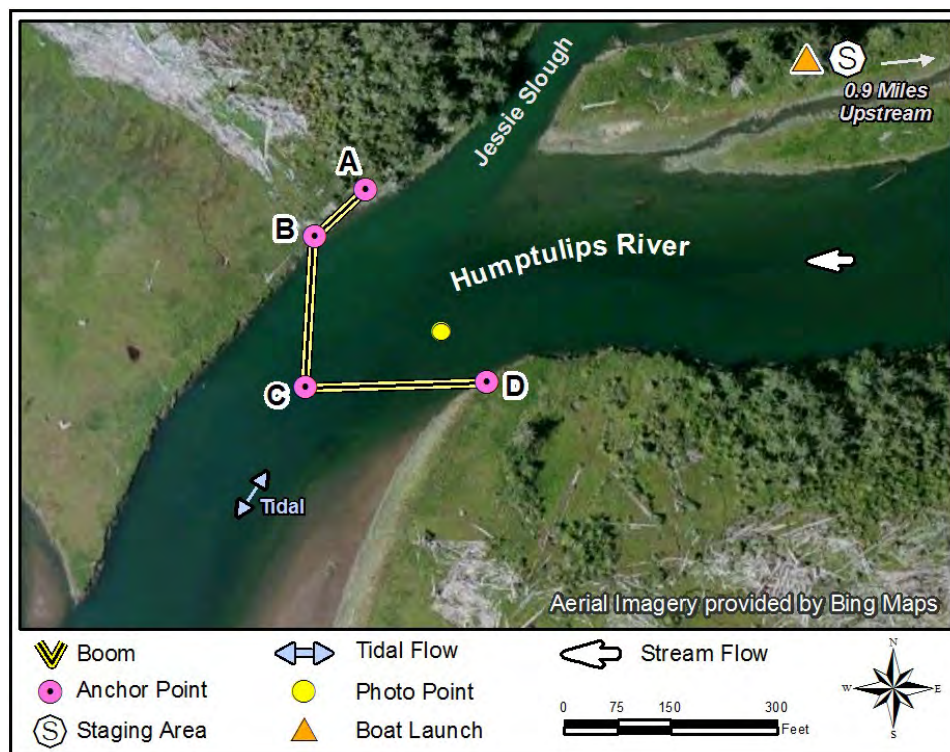 Jessie Slough
S
0.9 Miles
Upstream
A
B
Humptulips River
C
D
Tidal
Aerial Imagery provided by Bing Maps
Boom
Tidal Flow
Stream Flow
Anchor Point
Photo Point
S
Staging Area
Boat Launch
0 75 150 300
Feet
N
W E
S